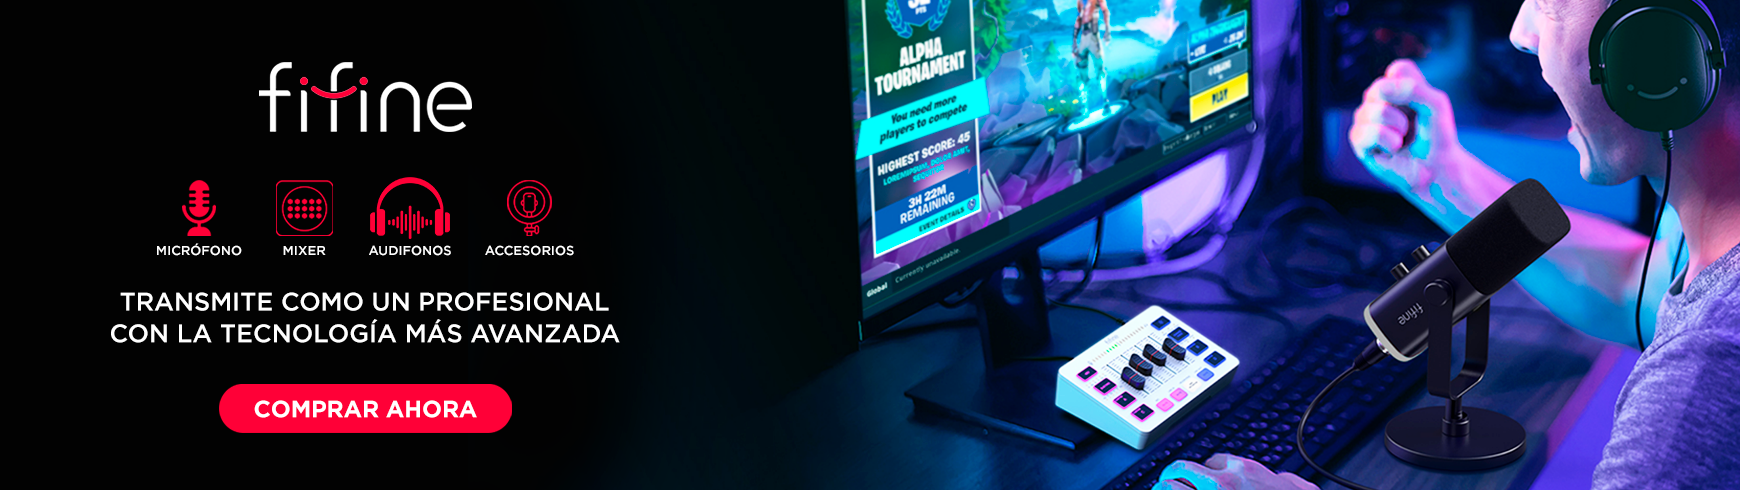 fifine
MICRÓFONO
MIXER
AUDIFONOS
ACCESORIOS
TRANSMITE COMO UN PROFESIONAL
CON LA TECNOLOGÍA MÁS AVANZADA
COMPRAR AHORA
PTS
ALPHA
TOURNAMENT
You need more
players to compete
HIGHEST SCORE: 45
3H 22M
REMAINING
EVENT DETAILS
Global
Currently unavailable
PLAY
fifine